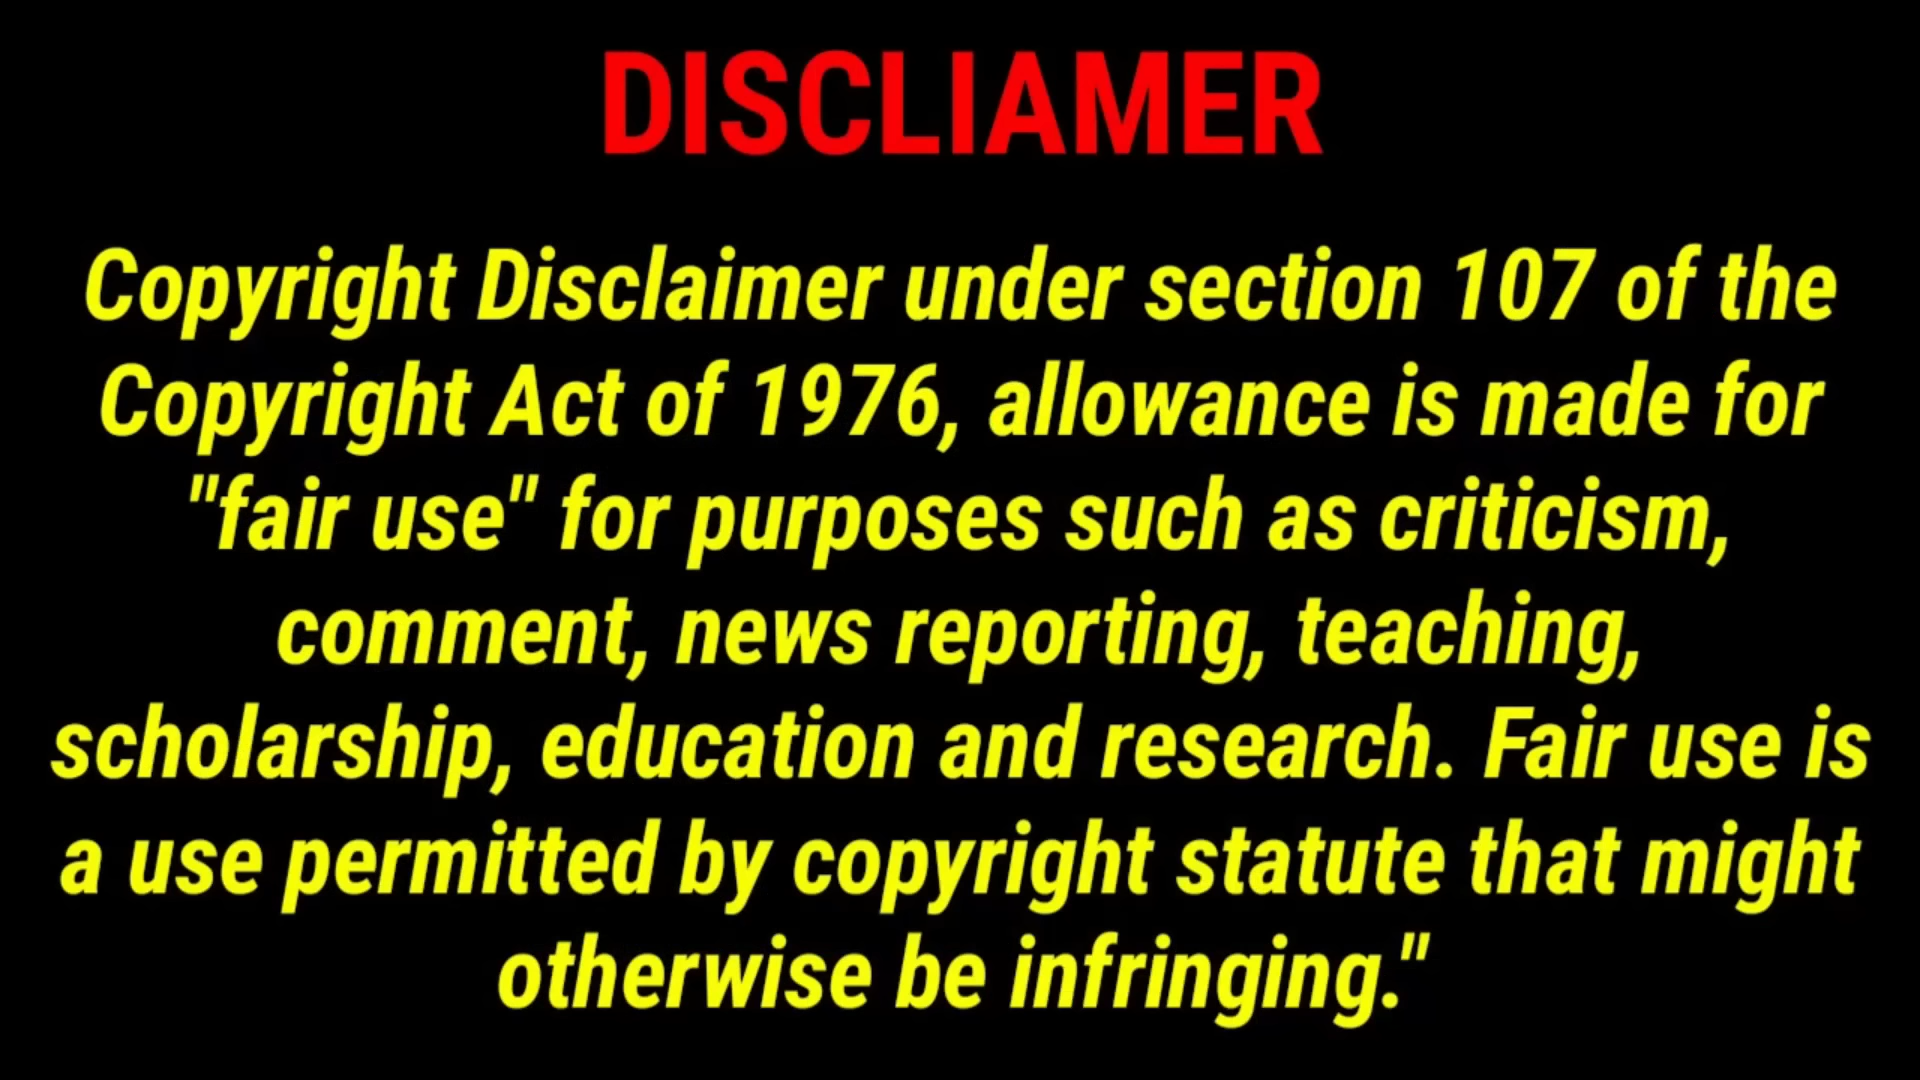 DISCLIAMER
Copyright Disclaimer under section 107 of the
Copyright Act of 1976, allowance is made for
"fair use" for purposes such as criticism,
comment, news reporting, teaching,
scholarship, education and research. Fair use is
a use permitted by copyright statute that might
otherwise be infringing."